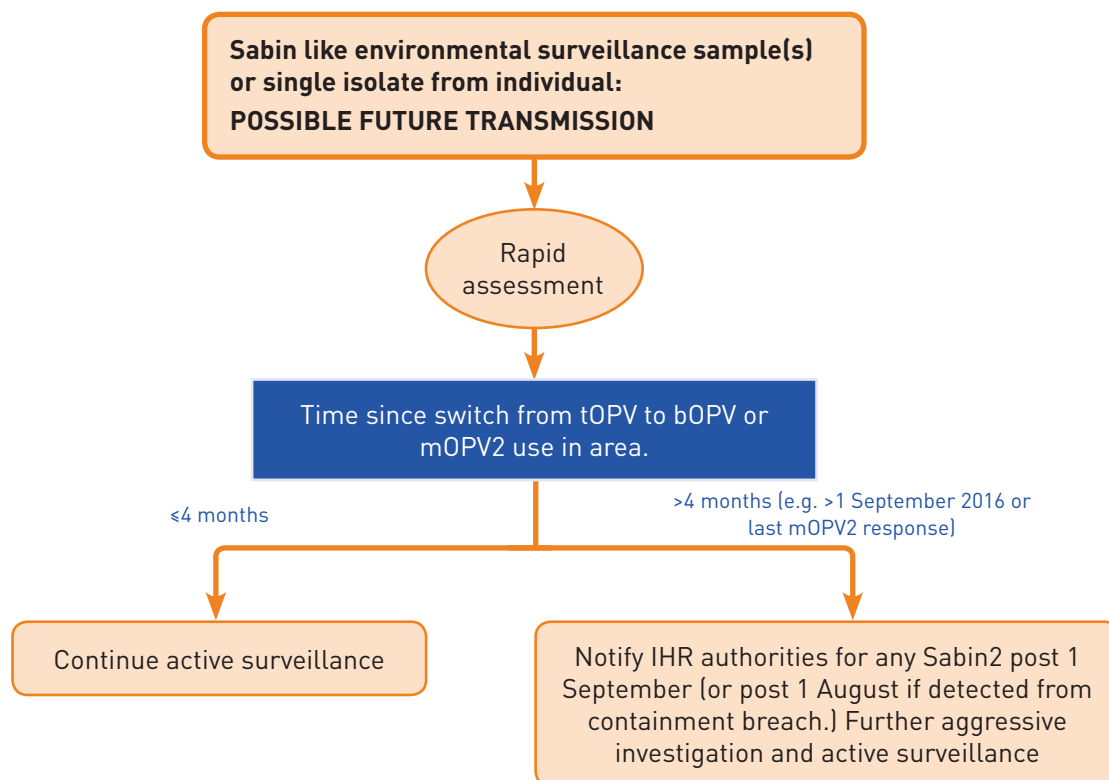 Sabin like environmental surveillance sample(s)
or single isolate from individual:
POSSIBLE FUTURE TRANSMISSION
Rapid
assessment
Time since switch from tOPV to bOPV or
mOPV2 use in area.
≤4 months
>4 months (e.g. >1 September 2016 or
last mOPV2 response)
Continue active surveillance
Notify IHR authorities for any Sabin2 post 1
September (or post 1 August if detected from
containment breach.) Further aggressive
investigation and active surveillance